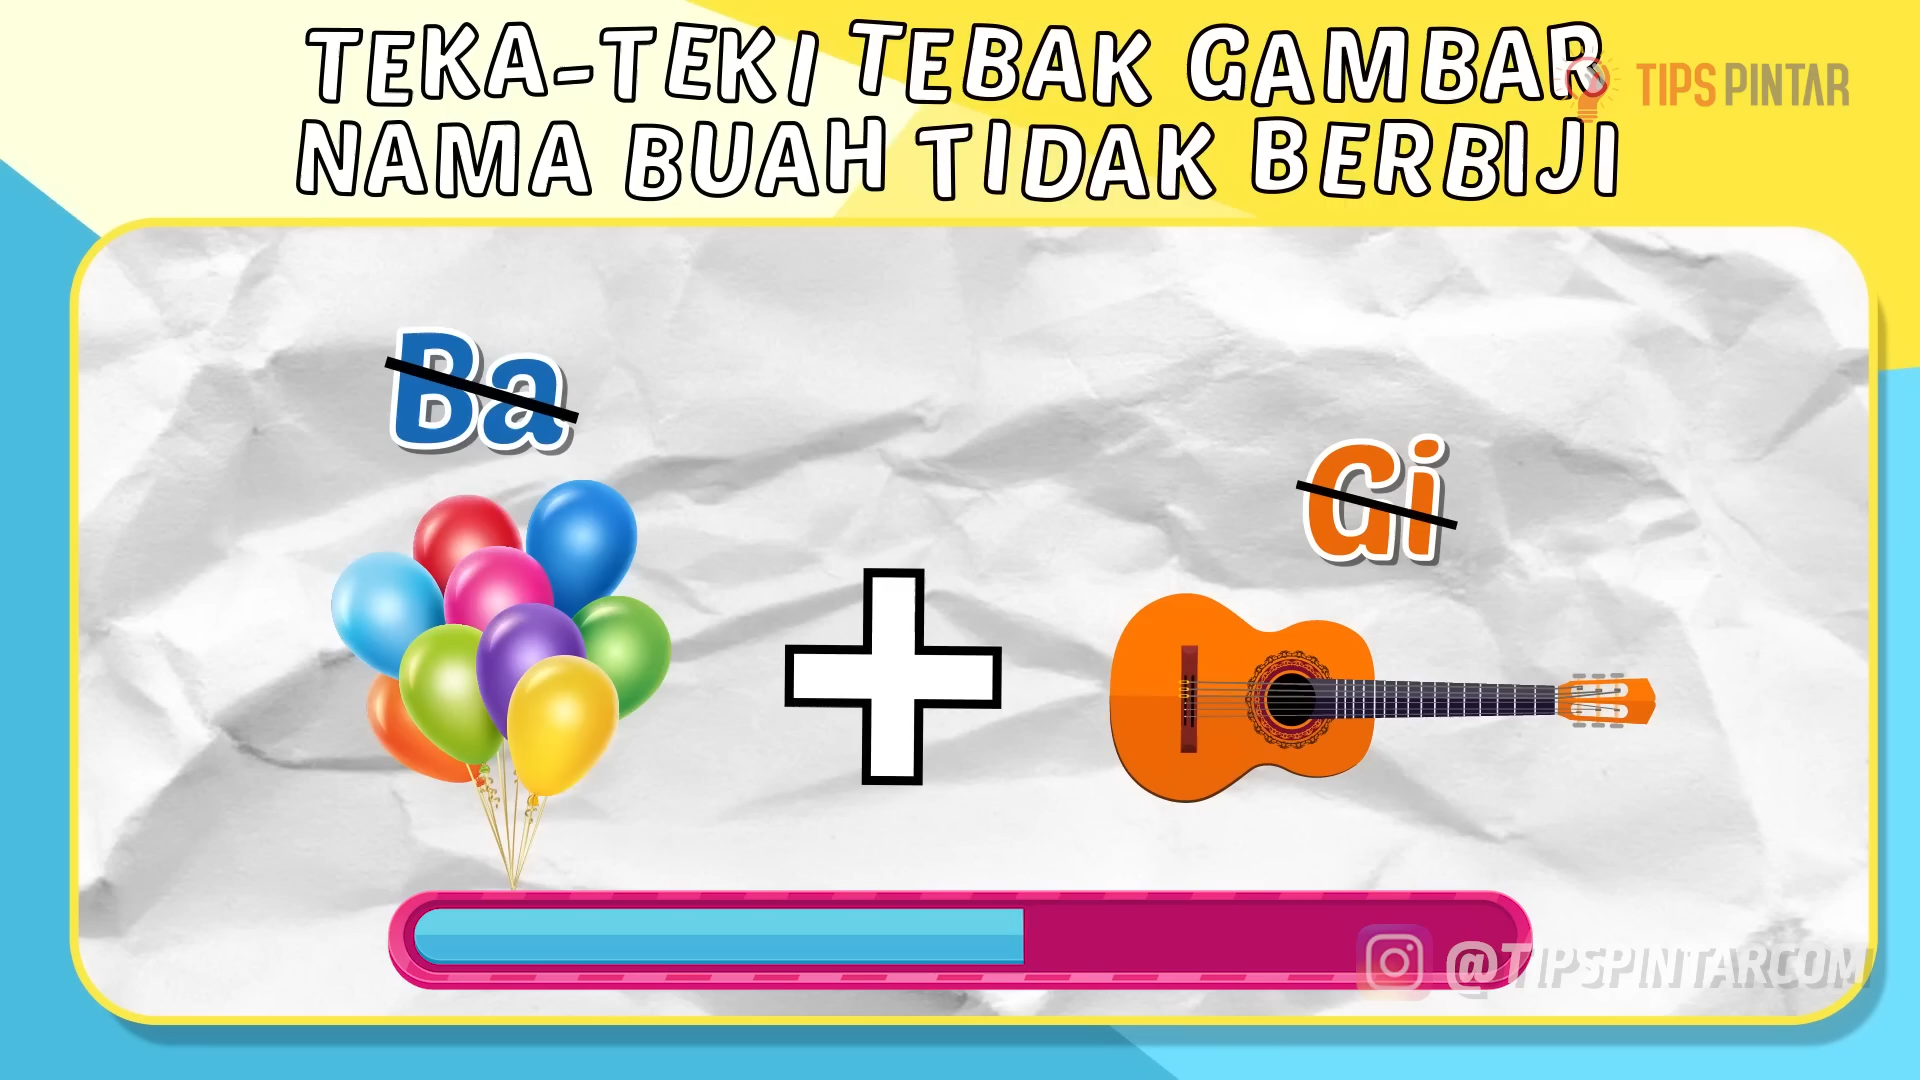 TEKA-TEKI TEBAK GAMBAR
TIPS PINTAR
NAMA BUAH TIDAK BERBIJI
Ba
Gi
@TIPSPINTARCOM